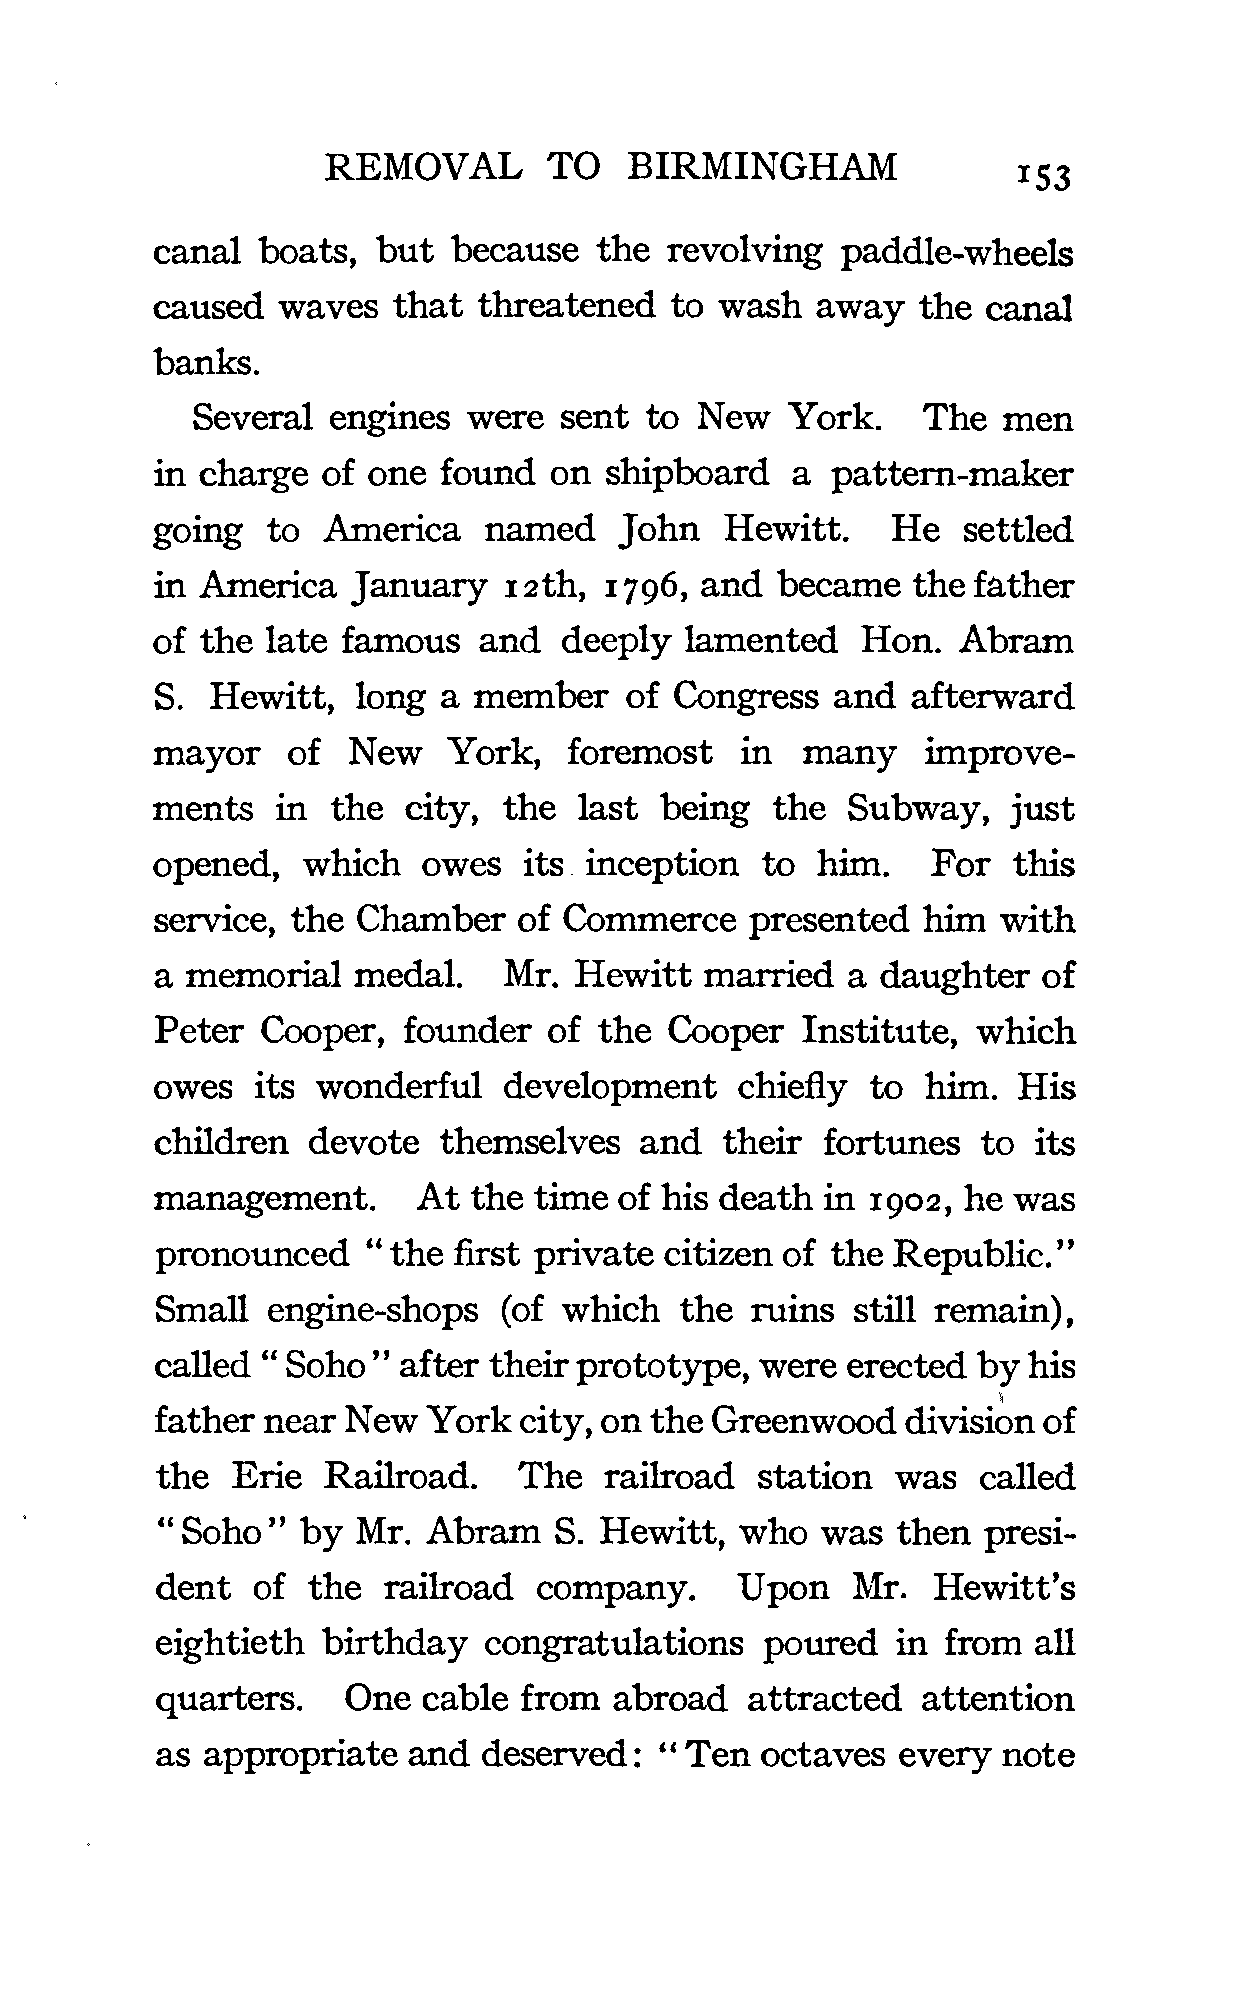 REMOVAL TO BIRMINGHAM 153
canal boats, but because the revolving paddle-wheels
caused waves that threatened to wash away the canal
banks.
Several engines were sent to New York. The men
in charge of one found on shipboard a pattern-maker
going to America named John Hewitt. He settled
in America January 12th, 1796, and became the father
of the late famous and deeply lamented Hon. Abram
S. Hewitt, long a member of Congress and afterward
mayor of New York, foremost in many improve-
ments in the city, the last being the Subway, just
opened, which owes its inception to him. For this
service, the Chamber of Commerce presented him with
a memorial medal. Mr. Hewitt married a daughter of
Peter Cooper, founder of the Cooper Institute, which
owes its wonderful development chiefly to him. His
children devote themselves and their fortunes to its
management. At the time of his death in 1902, he was
pronounced "the first private citizen of the Republic."
Small engine-shops (of which the ruins still remain),
called "Soho" after their prototype, were erected by his
father near New York city, on the Greenwood division of
the Erie Railroad. The railroad station was called
"Soho" by Mr. Abram S. Hewitt, who was then presi-
dent of the railroad company. Upon Mr. Hewitt's
eightieth birthday congratulations poured in from all
quarters. One cable from abroad attracted attention
as appropriate and deserved: "Ten octaves every note